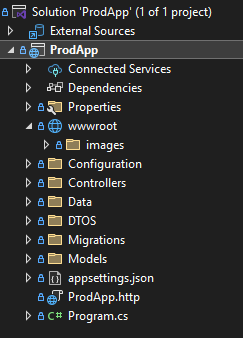 Solution 'ProdApp' (1 of 1 project)
External Sources
ProdApp
Connected Services
Dependencies
Properties
wwwroot
images
Configuration
Controllers
Data
DTOS
Migrations
Models
appsettings.json
ProdApp.http
C# Program.cs